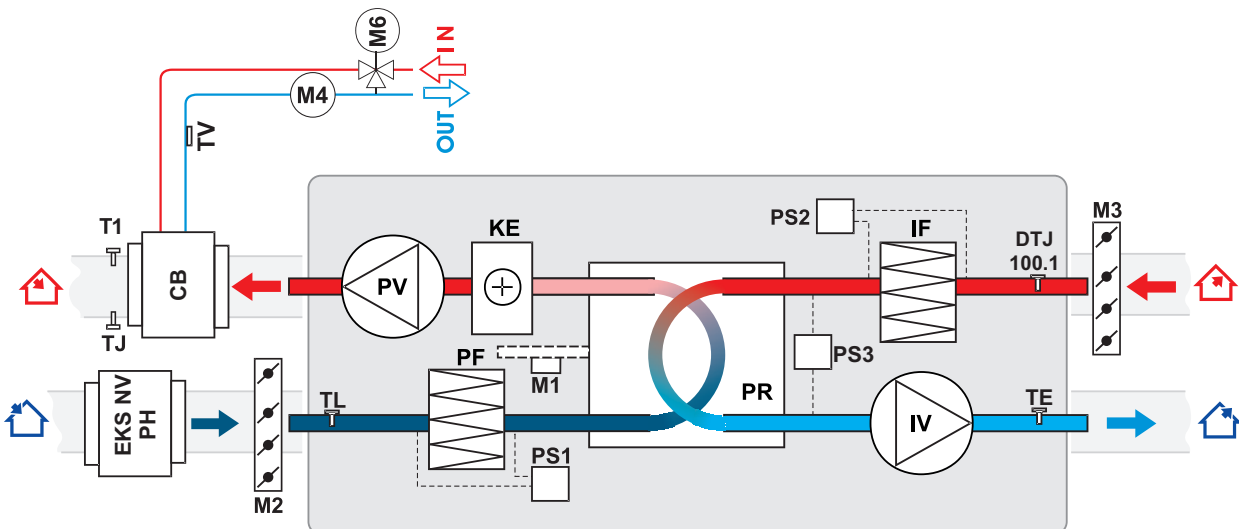 M6
IN
M4
OUT
TV
T1
CB
TJ
PV
KE
PS2
IF
DTJ
100.1
M3
PS3
PF
M1
PR
EKS NV
PH
TL
M2
PS1
IV
TE